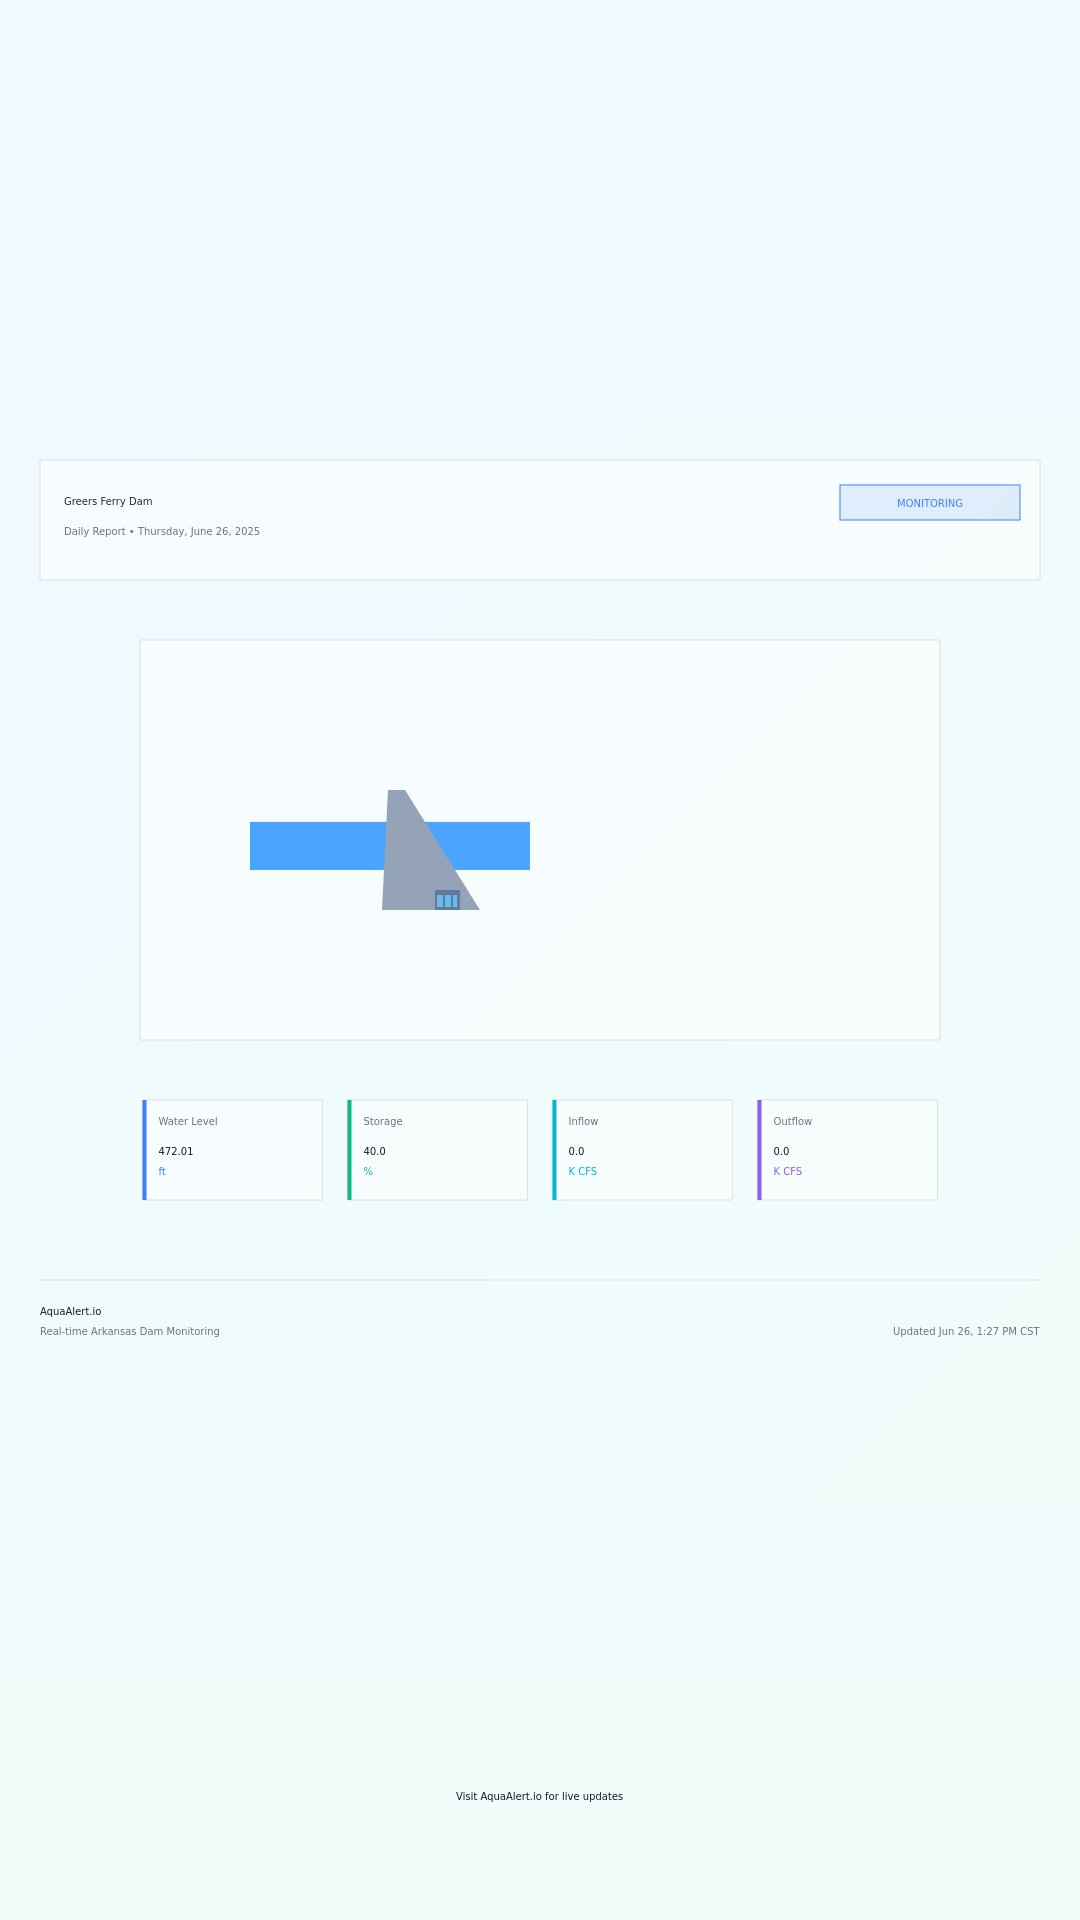 Greers Ferry Dam
MONITORING
Daily Report • Thursday, June 26, 2025
Water Level
472.01
ft
Storage
40.0
%
Inflow
0.0
K CFS
Outflow
0.0
K CFS
AquaAlert.io
Real-time Arkansas Dam Monitoring
Updated Jun 26, 1:27 PM CST
Visit AquaAlert.io for live updates